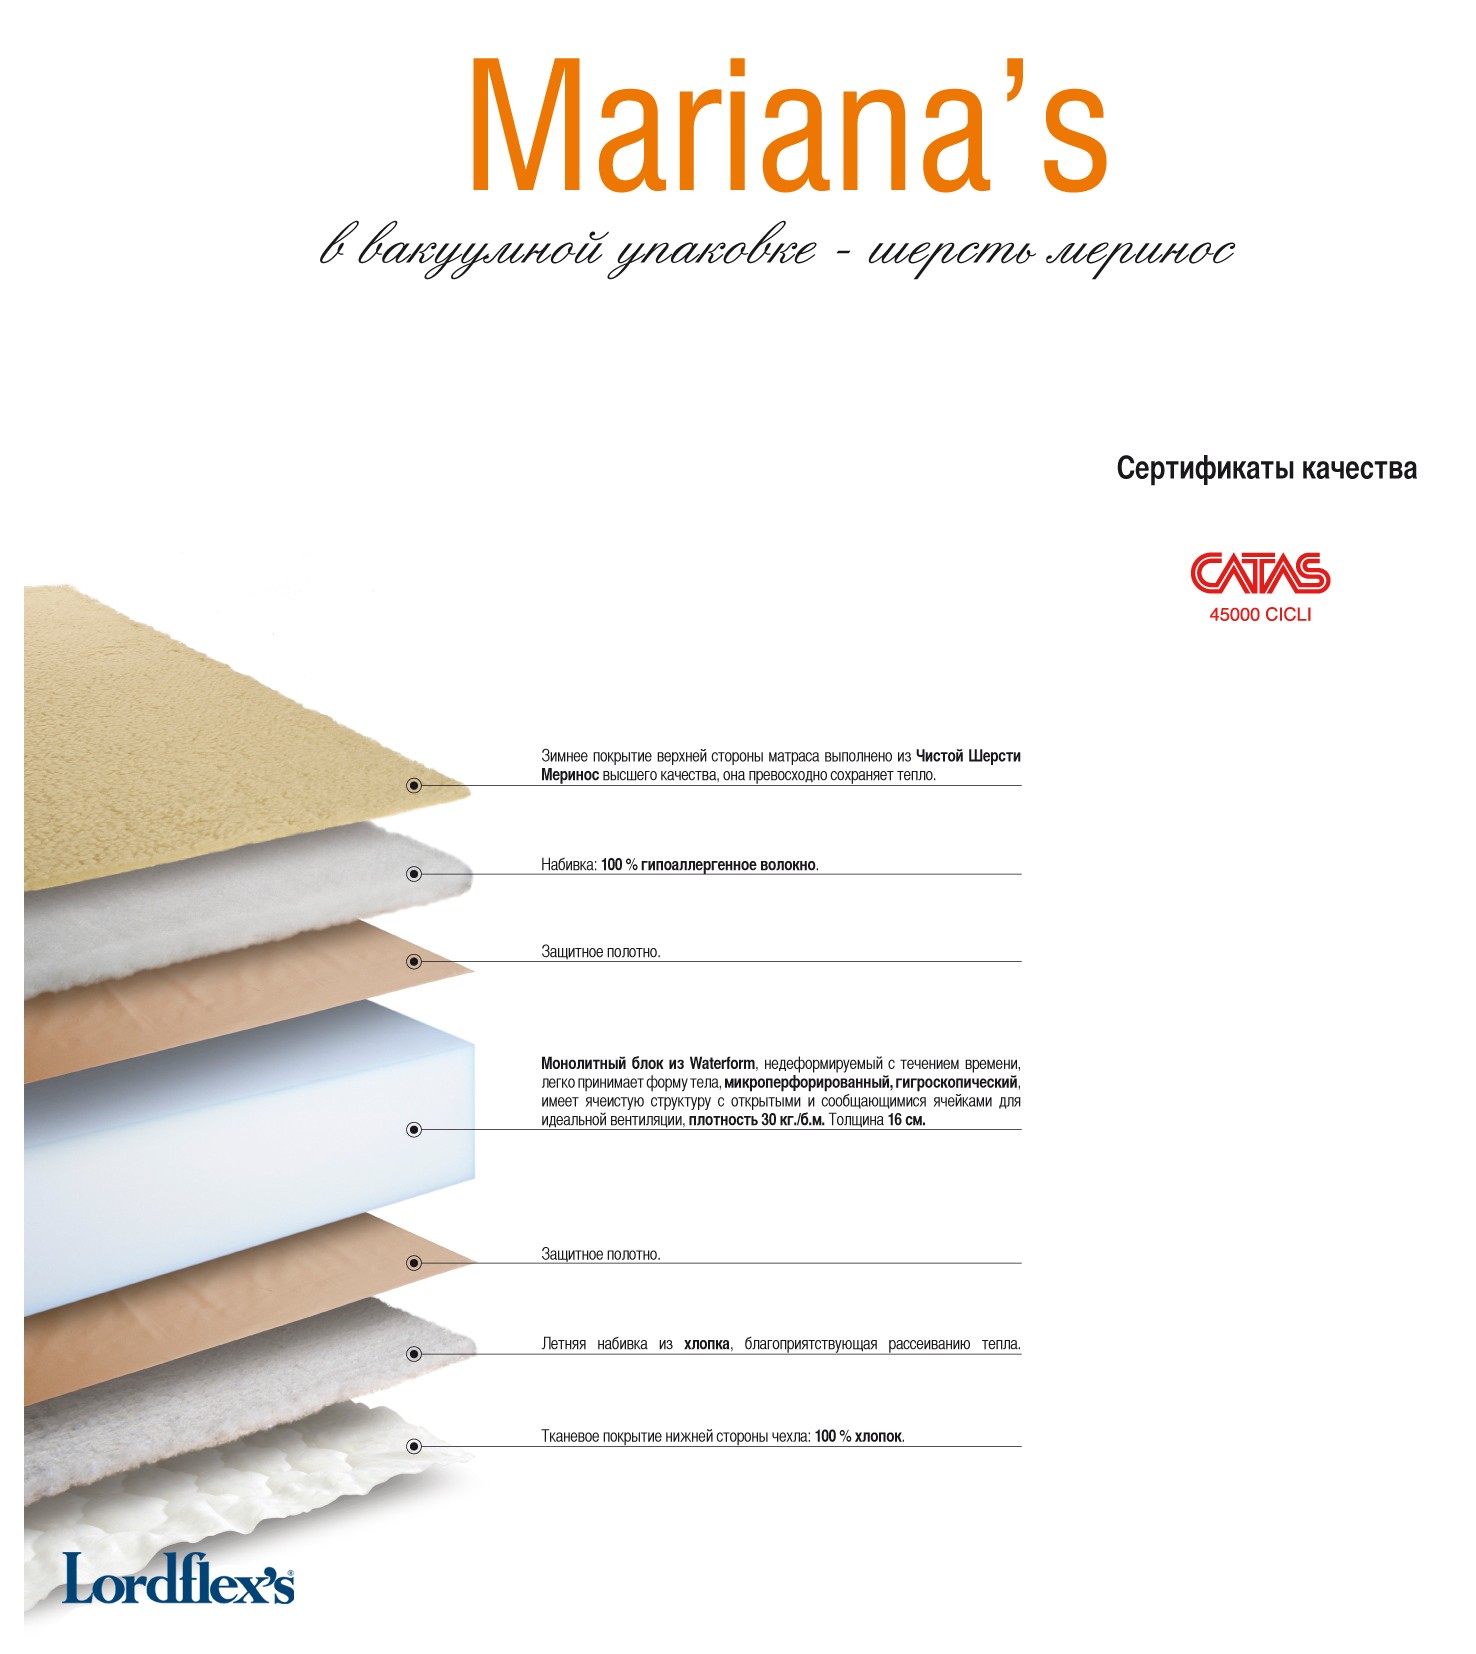 Mariana’s
в вакуумной упаковке - шерсть меринос
Сертификаты качества
CATAS
45000 CICLI
Зимнее покрытие верхней стороны матраса выполнено из Чистой Шерсти
Меринос высшего качества, она превосходно сохраняет тепло.
Набивка: 100 % гипоаллергенное волокно.
Защитное полотно.
Монолитный блок из Waterform, недеформируемый с течением времени,
легко принимает форму тела, микроперфорированный, гигроскопический,
имеет ячеистую структуру с открытыми и сообщающимися ячейками для
идеальной вентиляции, плотность 30 кг./б.м. Толщина 16 см.
Защитное полотно.
Летняя набивка из хлопка, благоприятствующая рассеиванию тепла.
Тканевое покрытие нижней стороны чехла: 100 % хлопок.
Lordflex’s®